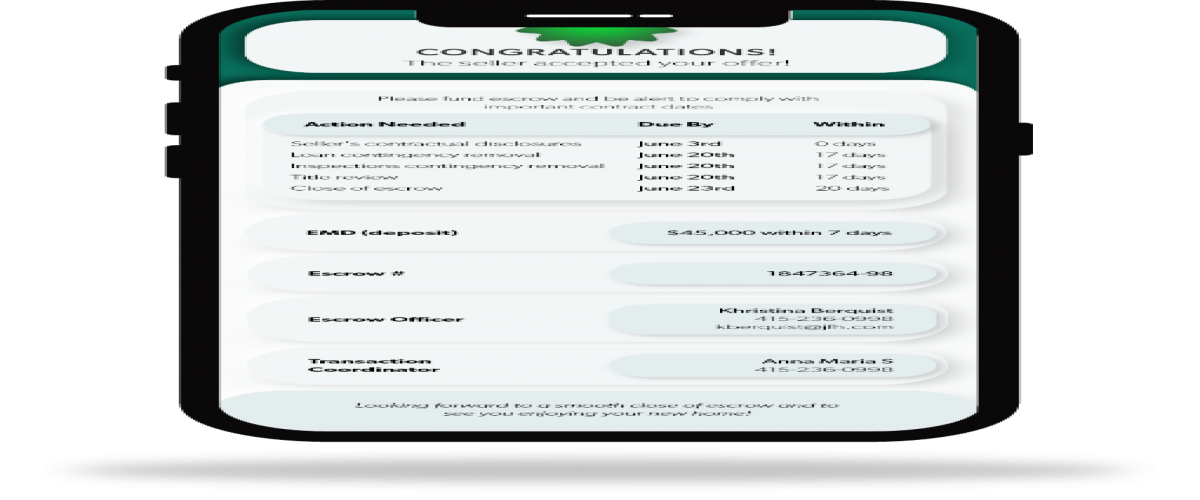 CONGRATULATIONS!
The seller accepted your offer!
Please fund escrow and be alert to comply with
important contract dates
Action Needed Due By Within
Seller's contractual disclosures June 3rd 0 days
Loan contingency removal June 20th 17 days
Inspections contingency removal June 20th 17 days
Title review June 20th 17 days
Close of escrow June 23rd 20 days
EMD (deposit) $45,000 within 7 days
Escrow # 1847364-98
Escrow Officer
Khristina Berquist
415-236-0998
kberquist@jfh.com
Transaction
Coordinator
Anna Maria S
415-236-0998
Looking forward to a smooth close of escrow and to
see you enjoying your new home!